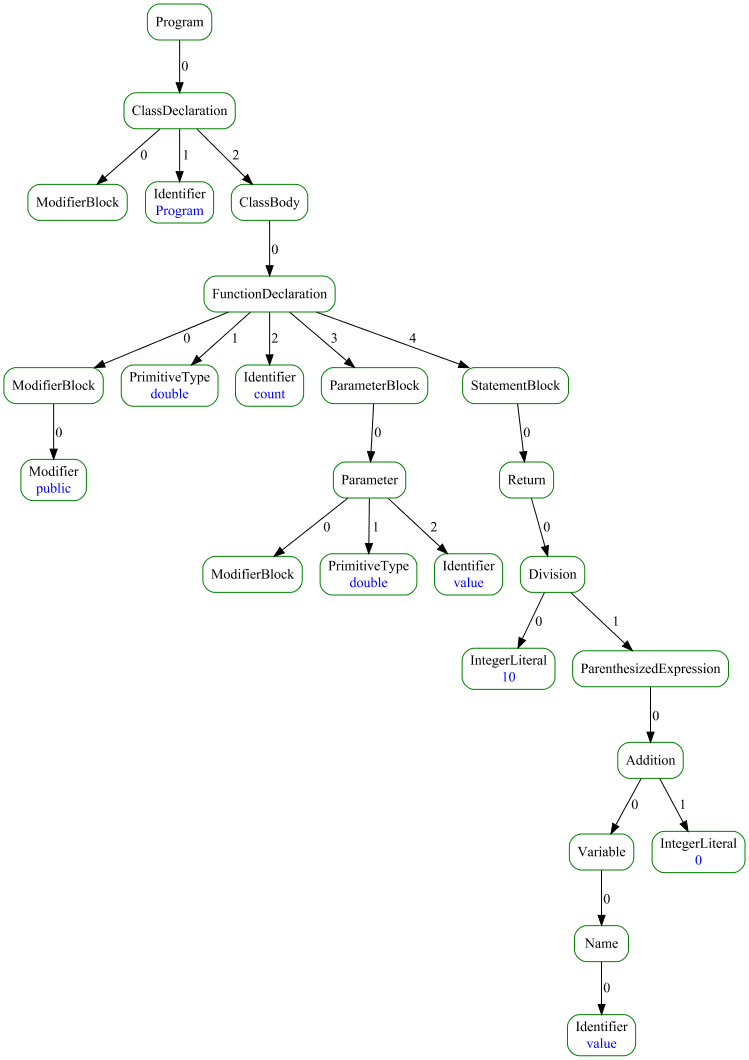 Program
0
ClassDeclaration
0
1
2
ModifierBlock
Identifier
Program
ClassBody
0
FunctionDeclaration
0
1
2
3
4
ModifierBlock
PrimitiveType
double
Identifier
count
ParameterBlock
StatementBlock
0
0
0
Modifier
public
Parameter
Return
0
1
2
0
ModifierBlock
PrimitiveType
double
Identifier
value
Division
0
1
IntegerLiteral
10
ParenthesizedExpression
0
Addition
0
1
Variable
IntegerLiteral
0
0
Name
0
Identifier
value